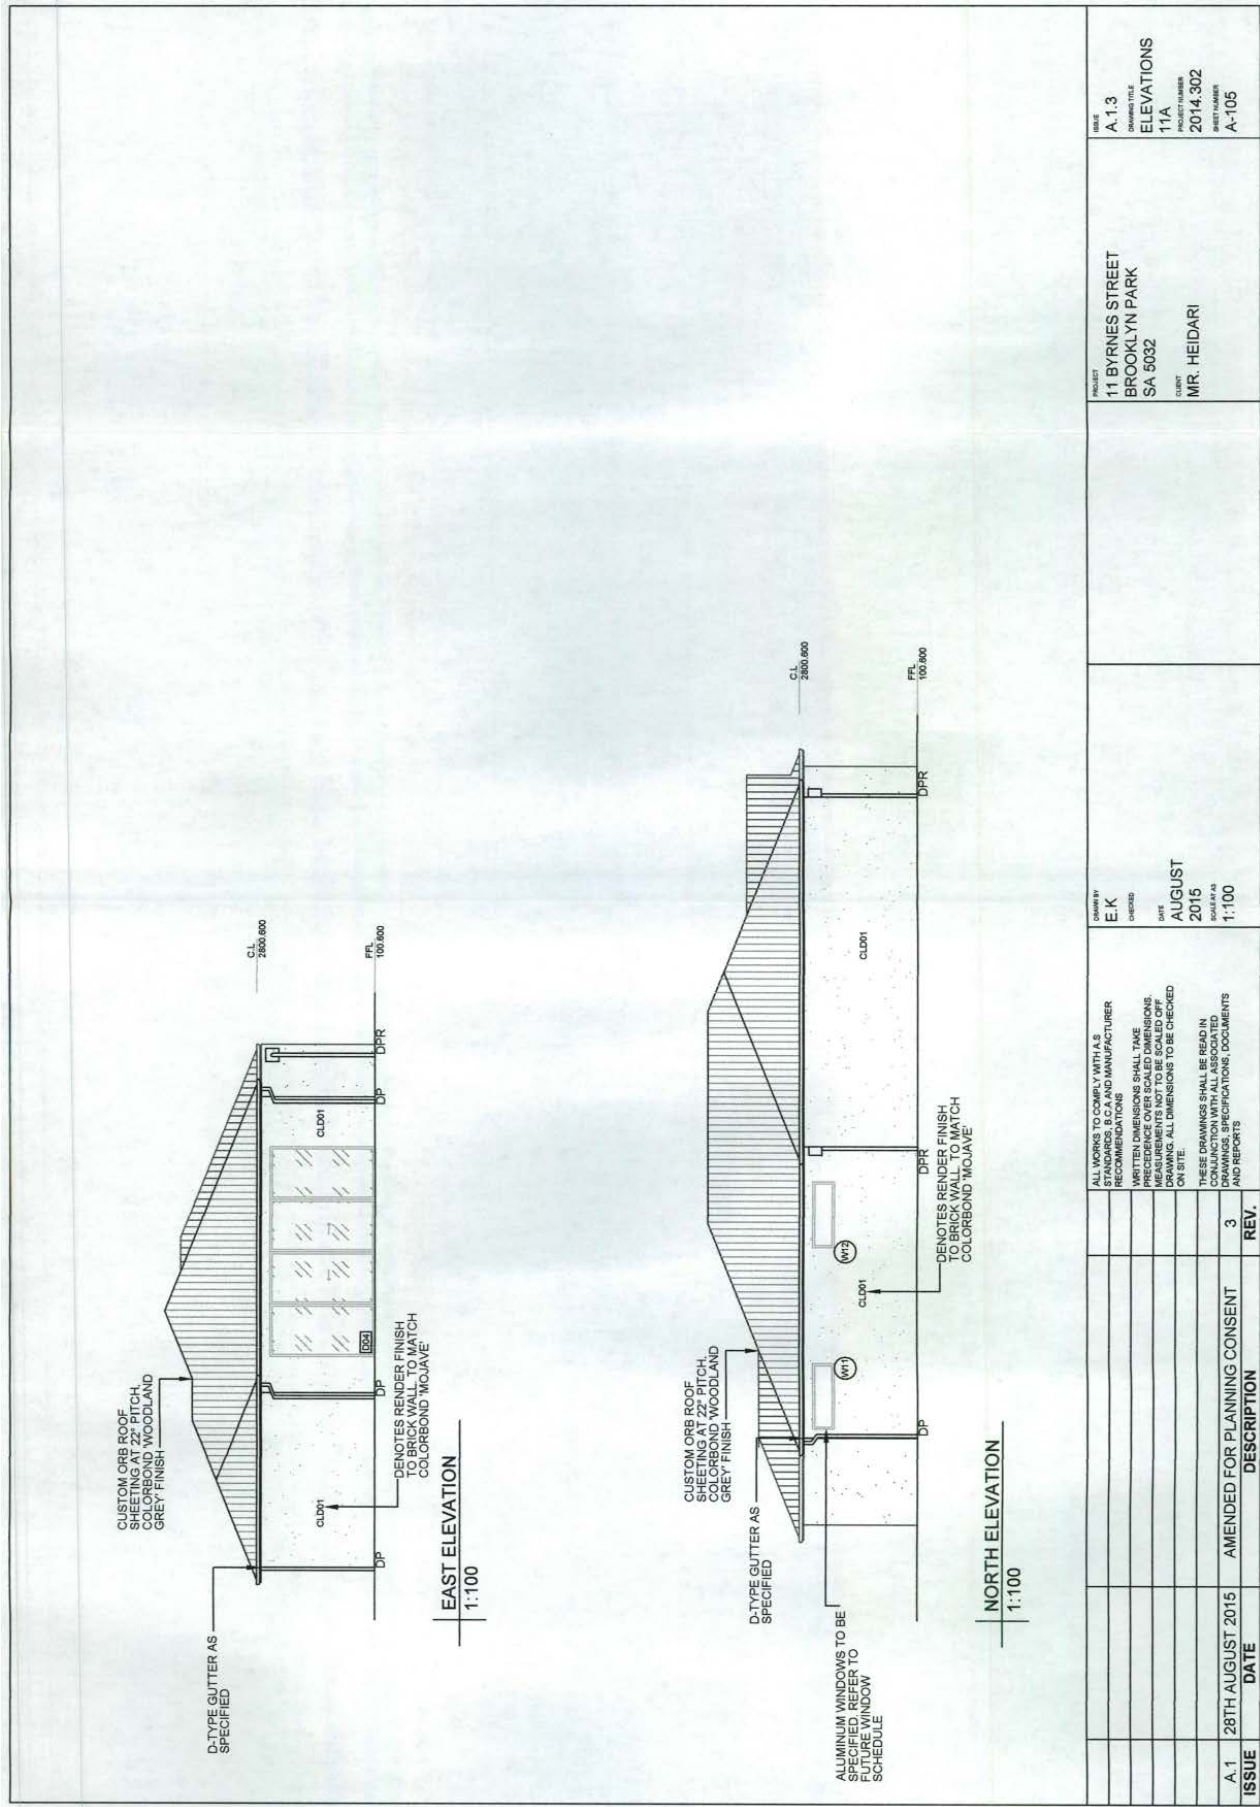 CUSTOM ORB ROOF
SHEETING AT 22° PITCH.
COLORBOND 'WOODLAND
GREY' FINISH
D-TYPE GUTTER AS
SPECIFIED
C.L
2800.600
FFL
100.600
CLD01
CLD01
D04
DP
DP
DP
DPR
DENOTES RENDER FINISH
TO BRICK WALL. TO MATCH
COLORBOND 'MOJAVE'
EAST ELEVATION
1:100
CUSTOM ORB ROOF
SHEETING AT 22° PITCH.
COLORBOND 'WOODLAND
GREY' FINISH
D-TYPE GUTTER AS
SPECIFIED
ALUMINUM WINDOWS TO BE
SPECIFIED. REFER TO
FUTURE WINDOW
SCHEDULE
C.L
2800.600
FFL
100.600
W11
W12
CLD01
CLD01
DP
DPR
DPR
DENOTES RENDER FINISH
TO BRICK WALL. TO MATCH
COLORBOND 'MOJAVE'
NORTH ELEVATION
1:100
A.1 28TH AUGUST 2015 AMENDED FOR PLANNING CONSENT 3
ISSUE DATE DESCRIPTION REV.
ALL WORKS TO COMPLY WITH A.S
STANDARDS, B.C.A AND MANUFACTURER
RECOMMENDATIONS
WRITTEN DIMENSIONS SHALL TAKE
PRECEDENCE OVER SCALED DIMENSIONS.
MEASUREMENTS NOT TO BE SCALED OFF
DRAWING. ALL DIMENSIONS TO BE CHECKED
ON SITE.
THESE DRAWINGS SHALL BE READ IN
CONJUNCTION WITH ALL ASSOCIATED
DRAWINGS, SPECIFICATIONS, DOCUMENTS
AND REPORTS
DRAWN BY
E.K
CHECKED
DATE
AUGUST
2015
SCALE AT A3
1:100
PROJECT
11 BYRNES STREET
BROOKLYN PARK
SA 5032
CLIENT
MR. HEIDARI
ISSUE
A.1.3
DRAWING TITLE
ELEVATIONS
11A
PROJECT NUMBER
2014.302
SHEET NUMBER
A-105